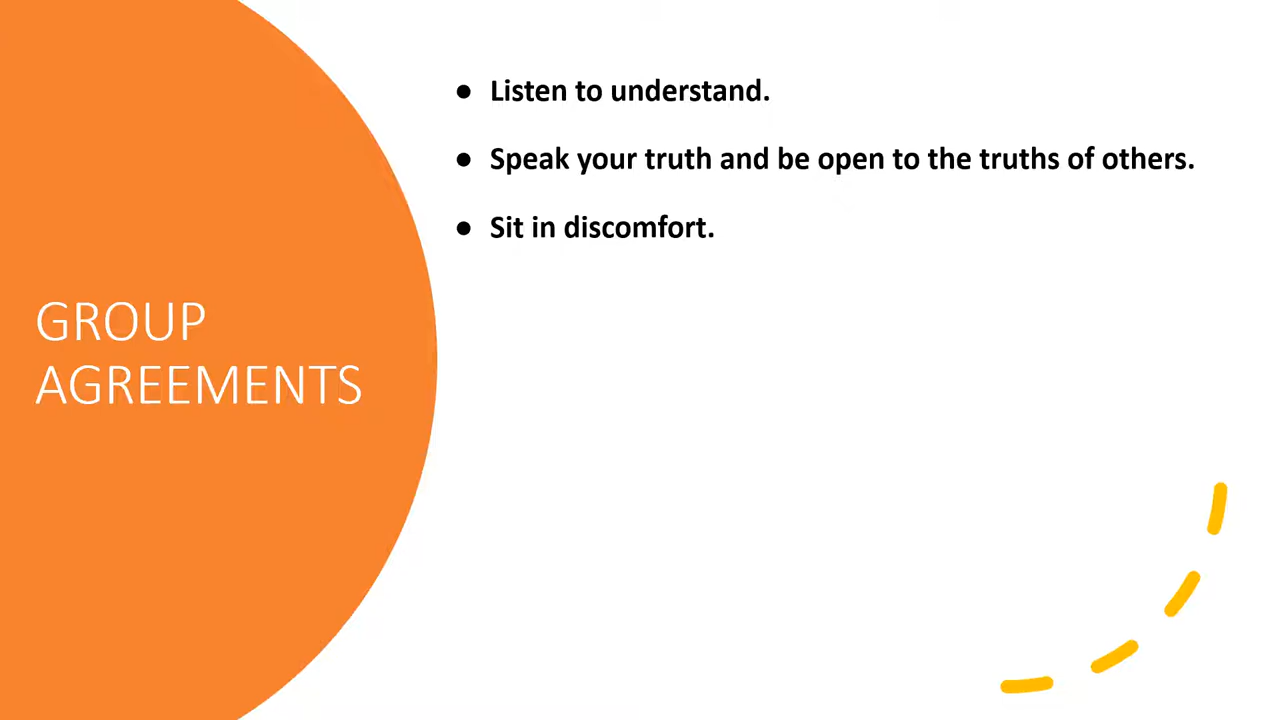 GROUP
AGREEMENTS
● Listen to understand.
● Speak your truth and be open to the truths of others.
● Sit in discomfort.